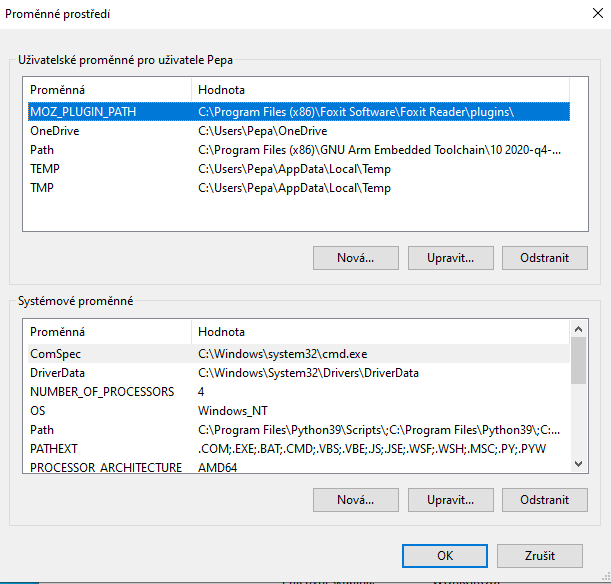 Proměnné prostředí
Uživatelské proměnné pro uživatele Pepa
Proměnná Hodnota
MOZ_PLUGIN_PATH C:\Program Files (x86)\Foxit Software\Foxit Reader\plugins\
OneDrive C:\Users\Pepa\OneDrive
Path C:\Program Files (x86)\GNU Arm Embedded Toolchain\10 2020-q4-...
TEMP C:\Users\Pepa\AppData\Local\Temp
TMP C:\Users\Pepa\AppData\Local\Temp
Nová... Upravit... Odstranit
Systémové proměnné
Proměnná Hodnota
ComSpec C:\Windows\system32\cmd.exe
DriverData C:\Windows\System32\Drivers\DriverData
NUMBER_OF_PROCESSORS 4
OS Windows_NT
Path C:\Program Files\Python39\Scripts\;C:\Program Files\Python39\;C:...
PATHEXT .COM;.EXE;.BAT;.CMD;.VBS;.VBE;.JS;.JSE;.WSF;.WSH;.MSC;.PY;.PYW
PROCESSOR_ARCHITECTURE AMD64
Nová... Upravit... Odstranit
OK Zrušit